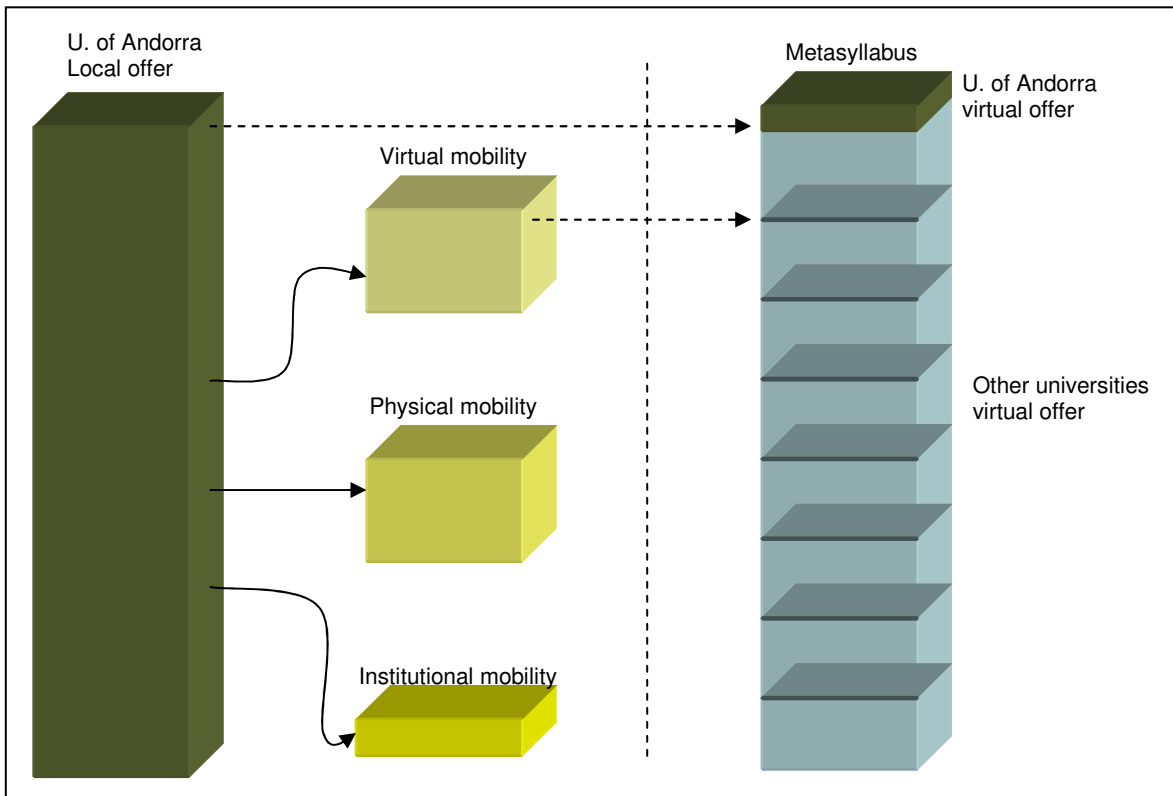 U. of Andorra
Local offer
Metasyllabus
U. of Andorra
virtual offer
Virtual mobility
Physical mobility
Other universities
virtual offer
Institutional mobility